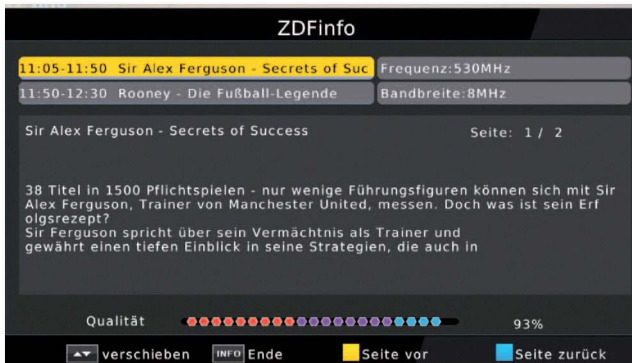 ZDFinfo
11:05-11:50 Sir Alex Ferguson - Secrets of Suc
Frequenz:530MHz
11:50-12:30 Rooney - Die Fußball-Legende
Bandbreite:8MHz
Sir Alex Ferguson - Secrets of Success
Seite: 1 / 2
38 Titel in 1500 Pflichtspielen - nur wenige Führungsfiguren können sich mit Sir
Alex Ferguson, Trainer von Manchester United, messen. Doch was ist sein Erf
olgsrezept?
Sir Ferguson spricht über sein Vermächtnis als Trainer und
gewährt einen tiefen Einblick in seine Strategien, die auch in
Qualität
93%
verschieben INFO Ende Seite vor Seite zurück